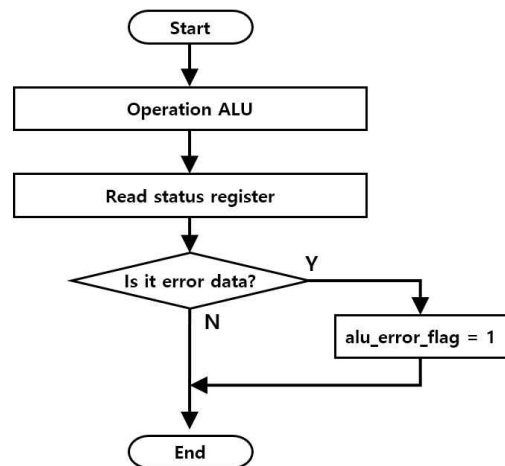 Start
Operation ALU
Read status register
Is it error data?
Y
N
alu_error_flag = 1
End